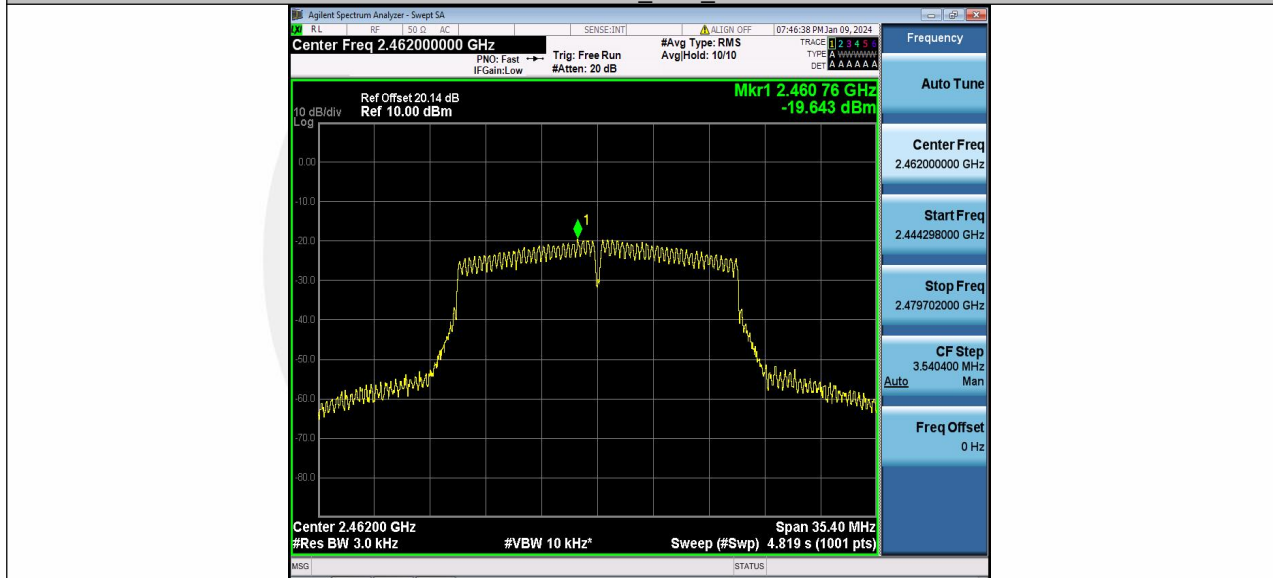 Agilent Spectrum Analyzer - Swept SA
RL RF 50 Ω AC SENSE:INT ALIGN OFF 07:46:38 PM Jan 09, 2024
Center Freq 2.462000000 GHz
PNO: Fast
IFGain:Low
Trig: Free Run
#Atten: 20 dB
#Avg Type: RMS
Avg|Hold: 10/10
TRACE 1 2 3 4 5 6
TYPE A WWWWW
DET A A A A A A
Frequency
Mkr1 2.460 76 GHz
-19.643 dBm
Ref Offset 20.14 dB
10 dB/div Ref 10.00 dBm
Log
0.00
-10.0
-20.0
-30.0
-40.0
-50.0
-60.0
-70.0
-80.0
1
Center 2.46200 GHz
Span 35.40 MHz
#Res BW 3.0 kHz
#VBW 10 kHz*
Sweep (#Swp) 4.819 s (1001 pts)
MSG
STATUS
Auto Tune
Center Freq
2.462000000 GHz
Start Freq
2.444298000 GHz
Stop Freq
2.479702000 GHz
CF Step
3.540400 MHz
Auto Man
Freq Offset
0 Hz